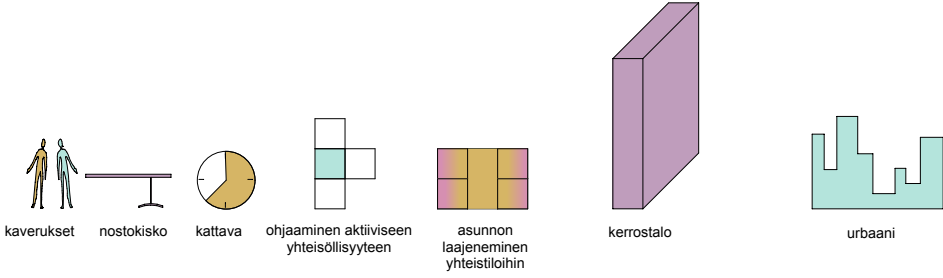 kaverukset
nostokisko
kattava
ohjaaminen aktiiviseen
yhteisöllisyyteen
asunnon
laajeneminen
yhteistiloihin
kerrostalo
urbaani